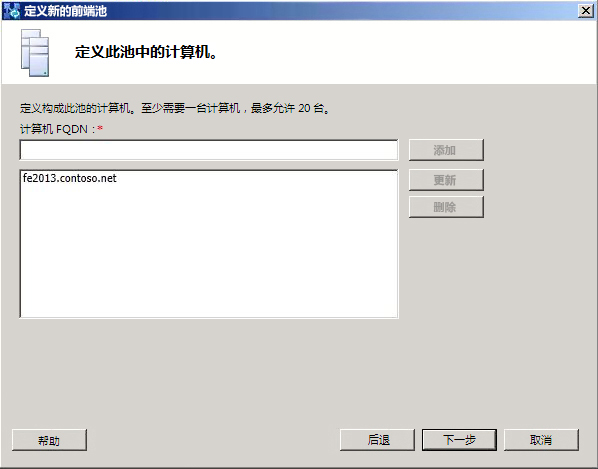 定义新的前端池
定义此池中的计算机。
定义构成此池的计算机。至少需要一台计算机，最多允许 20 台。
计算机 FQDN：*
添加
fe2013.contoso.net
更新
删除
帮助
后退
下一步
取消